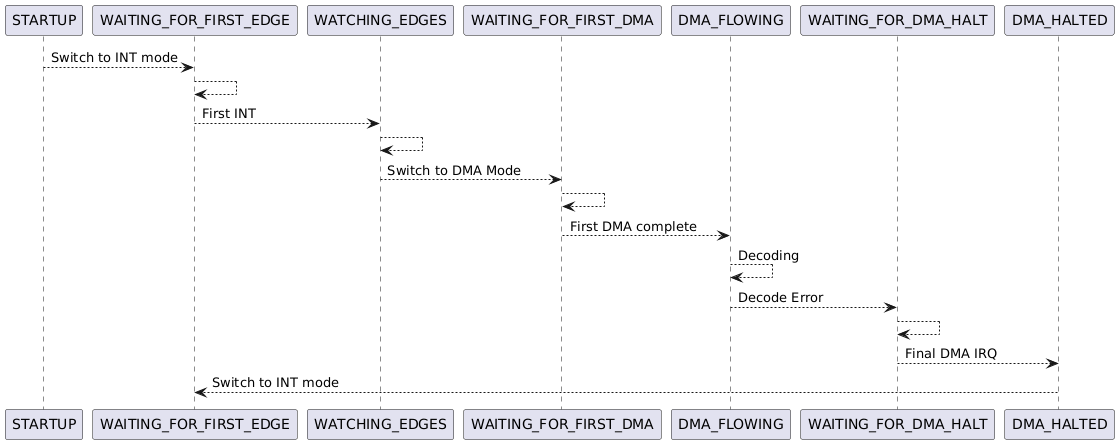 STARTUP WAITING_FOR_FIRST_EDGE WATCHING_EDGES WAITING_FOR_FIRST_DMA DMA_FLOWING WAITING_FOR_DMA_HALT DMA_HALTED
Switch to INT mode
First INT
Switch to DMA Mode
First DMA complete
Decoding
Decode Error
Final DMA IRQ
Switch to INT mode
STARTUP WAITING_FOR_FIRST_EDGE WATCHING_EDGES WAITING_FOR_FIRST_DMA DMA_FLOWING WAITING_FOR_DMA_HALT DMA_HALTED